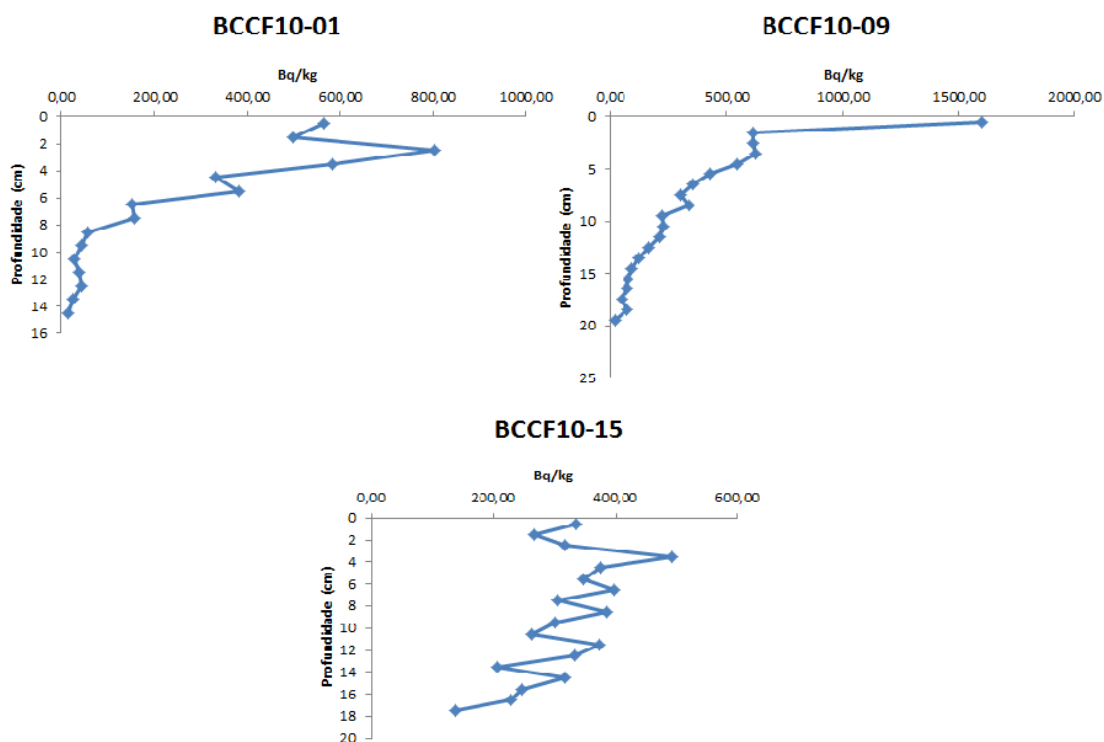 BCCF10-01
Bq/kg
0,00 200,00 400,00 600,00 800,00 1000,00
Profundidade (cm)
0
2
4
6
8
10
12
14
16
BCCF10-09
Bq/kg
0,00 500,00 1000,00 1500,00 2000,00
Profundidade (cm)
0
5
10
15
20
25
BCCF10-15
Bq/kg
0,00 200,00 400,00 600,00
Profundidade (cm)
0
2
4
6
8
10
12
14
16
18
20